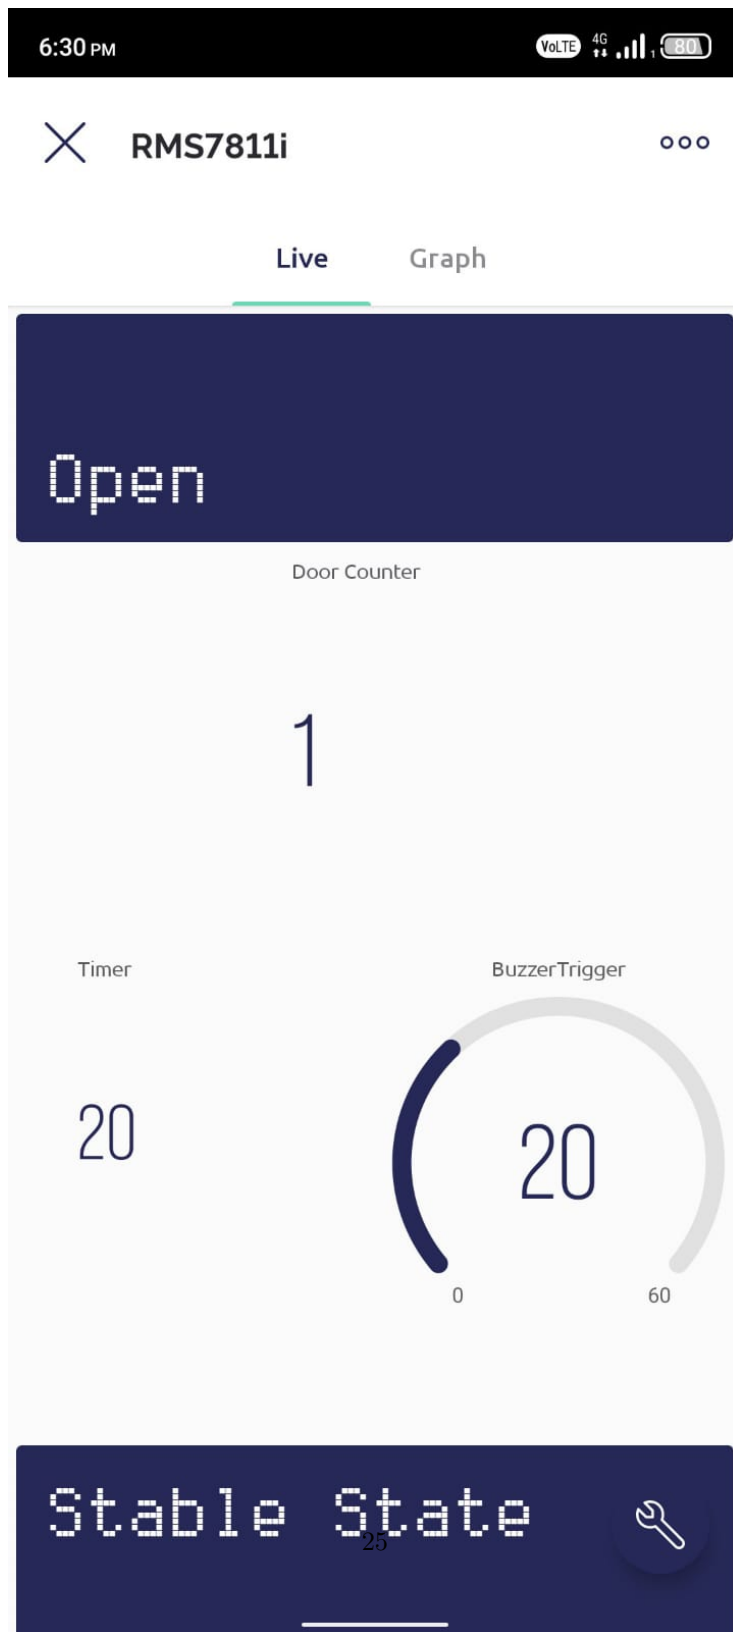 6:30 PM VoLTE 4G 1 80
RMS7811i
Live Graph
Open
Door Counter
1
Timer BuzzerTrigger
20 20
0 60
Stable State
25